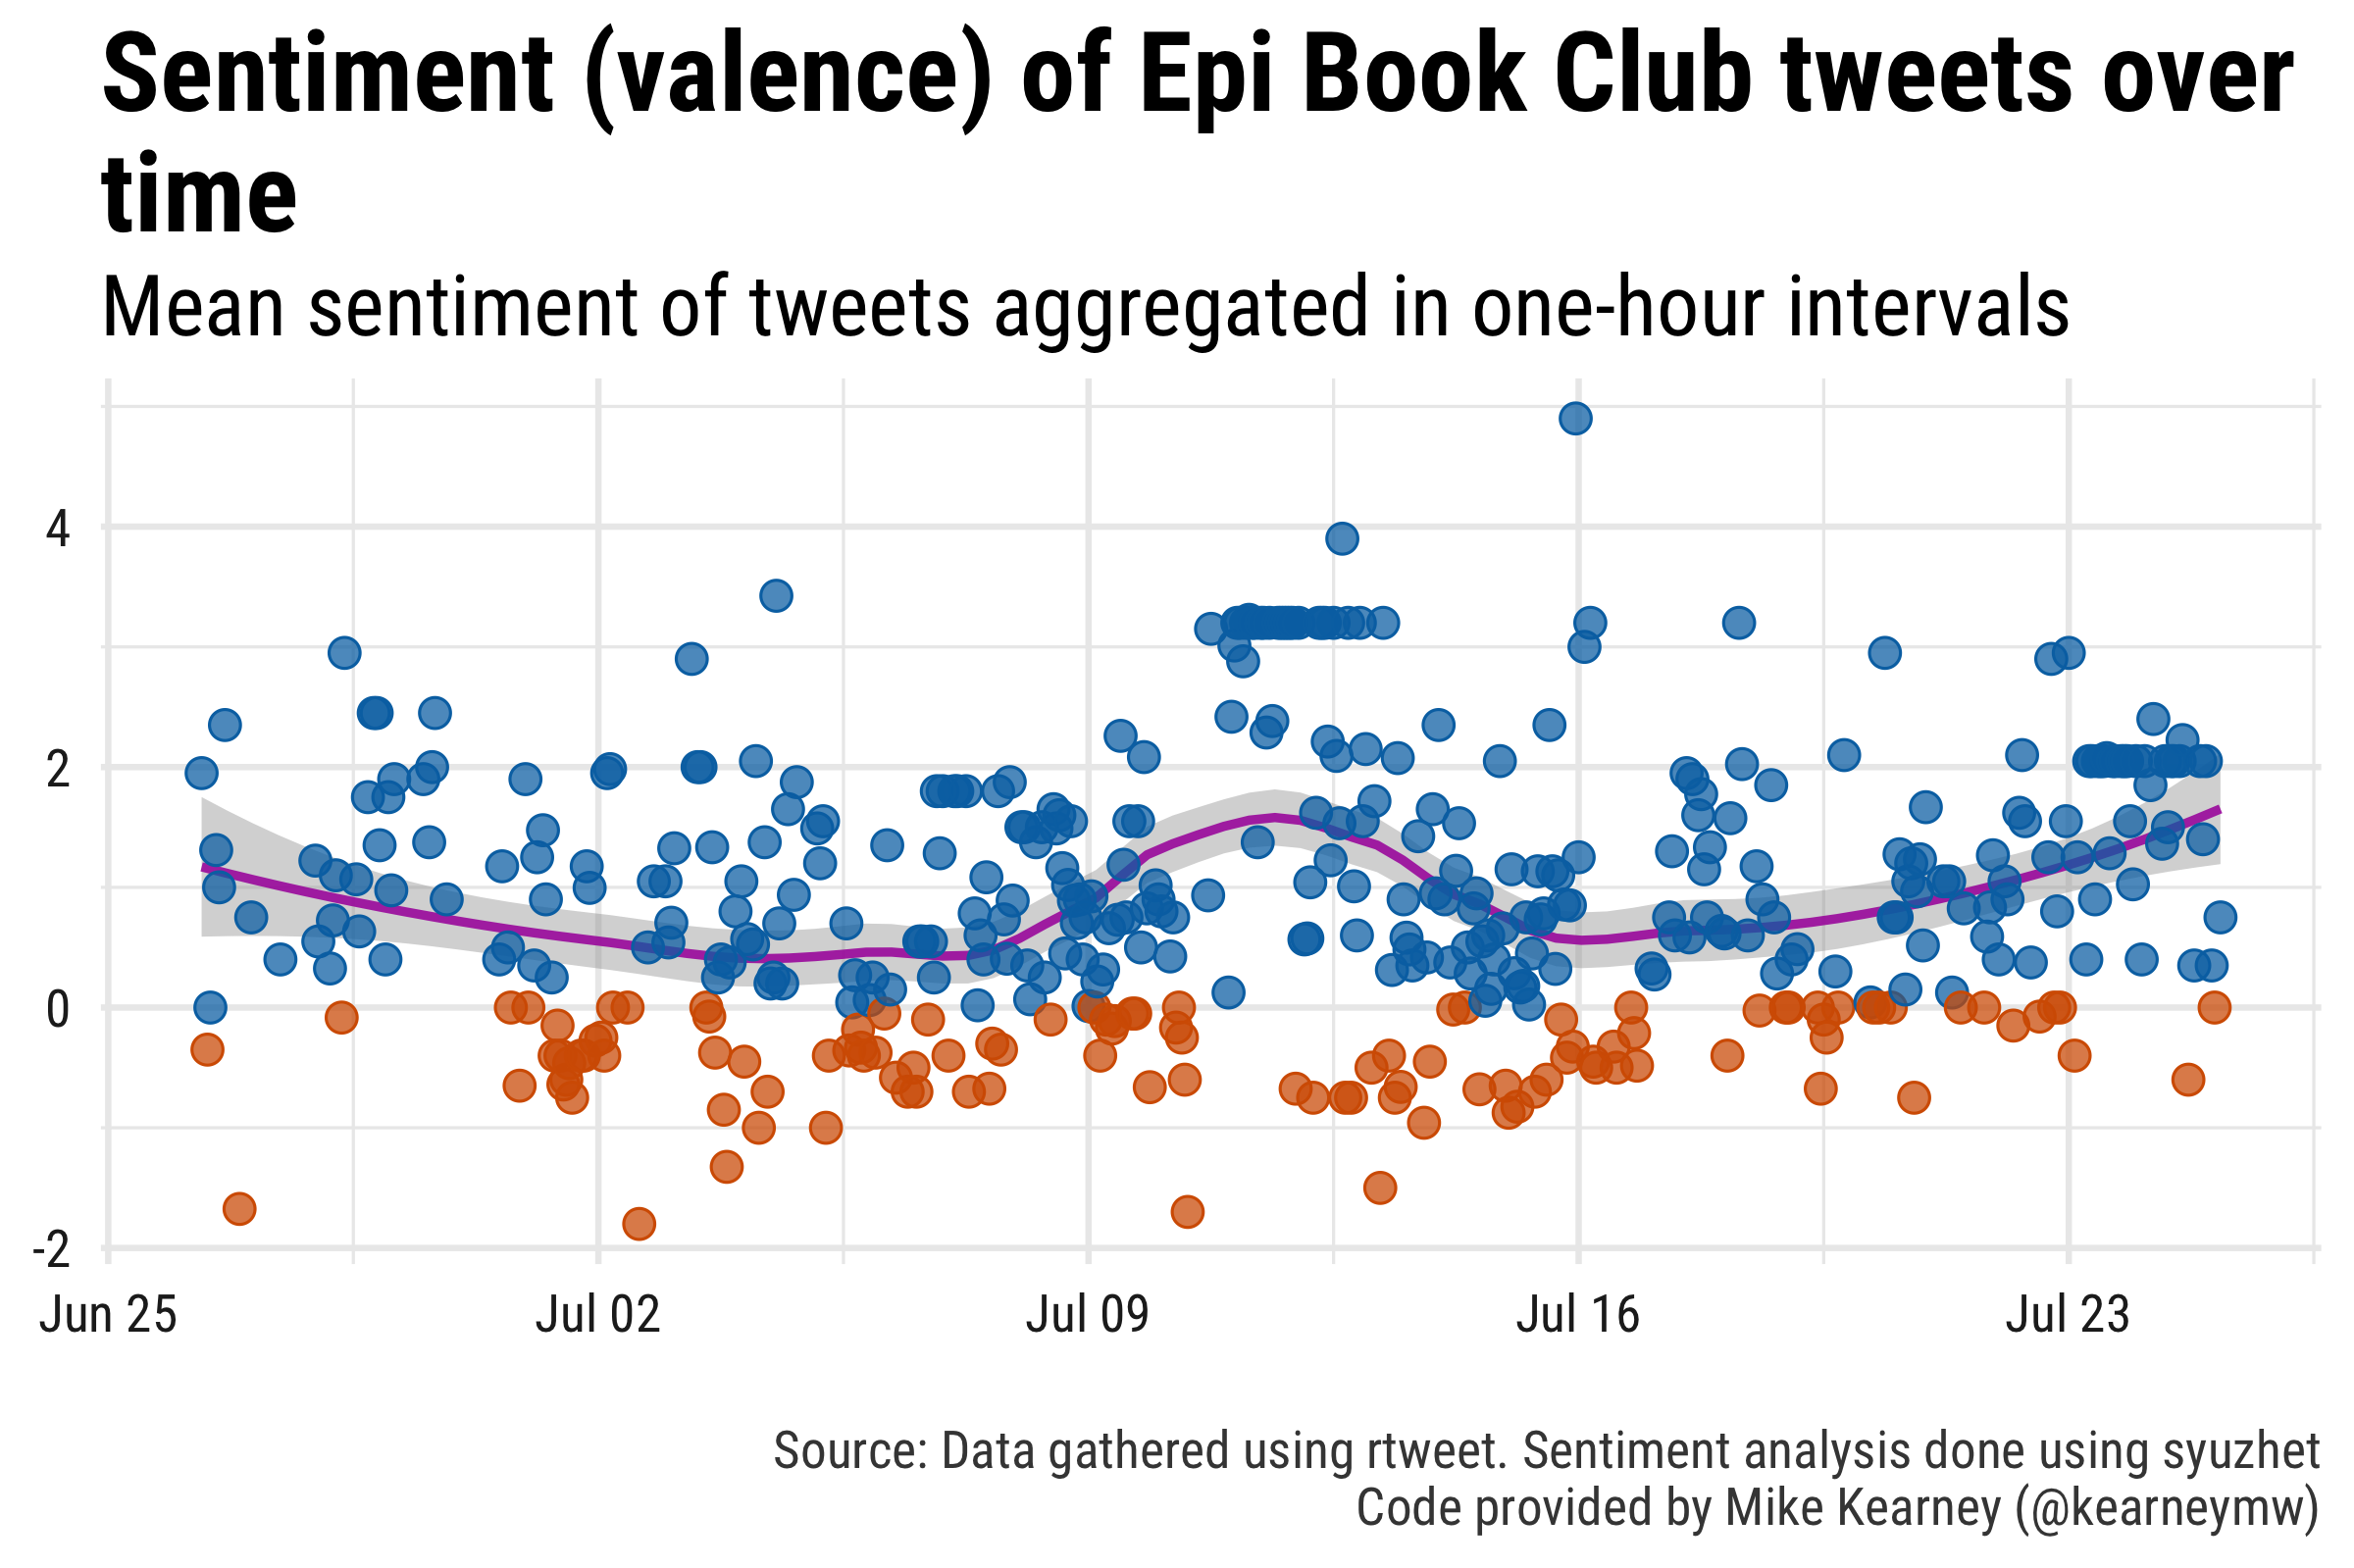 Sentiment (valence) of Epi Book Club tweets over
time
Mean sentiment of tweets aggregated in one-hour intervals
4
2
0
-2
Jun 25
Jul 02
Jul 09
Jul 16
Jul 23
Source: Data gathered using rtweet. Sentiment analysis done using syuzhet
Code provided by Mike Kearney (@kearneymw)